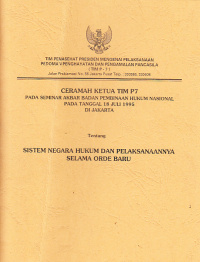 TIM PENASEHAT PRESIDEN MENGENAI PELAKSANAAN
PEDOMAN PENGHAYATAN DAN PENGAMALAN PANCASILA
( TIM P - 7 )
CERAMAH KETUA TIM P7
PADA SEMINAR AKBAR BADAN PEMBINAAN HUKUM NASIONAL
PADA TANGGAL 18 JULI 1995
DI JAKARTA
Tentang
SISTEM NEGARA HUKUM DAN PELAKSANAANNYA
SELAMA ORDE BARU